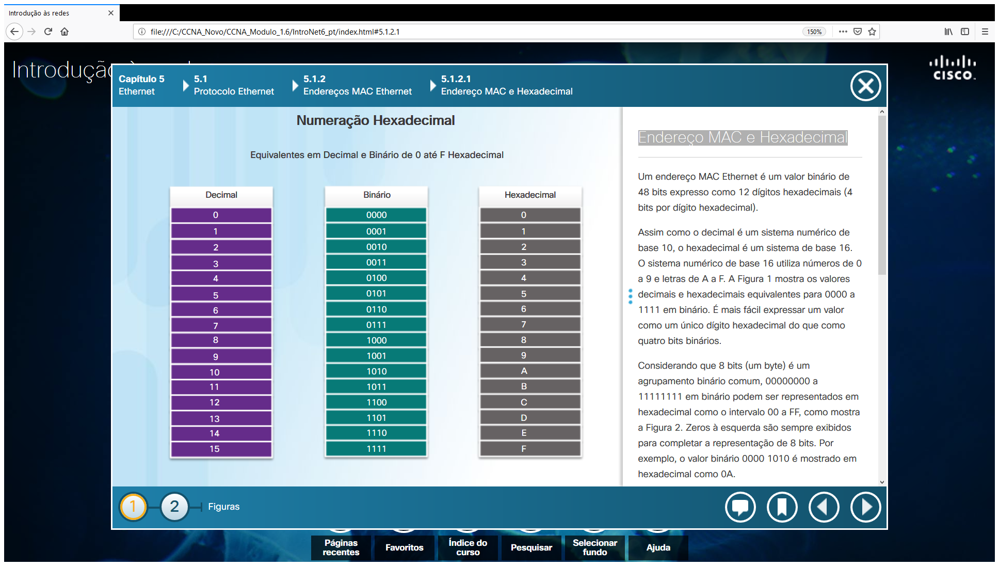 Introdução às redes
file:///C:/CCNA_Novo/CCNA_Modulo_1.6/IntroNet6_pt/index.html#5.1.2.1
150%
Introdução
CISCO
Capítulo 5
Ethernet
5.1
Protocolo Ethernet
5.1.2
Endereços MAC Ethernet
5.1.2.1
Endereço MAC e Hexadecimal
Numeração Hexadecimal
Equivalentes em Decimal e Binário de 0 até F Hexadecimal
Decimal Binário Hexadecimal
0 0000 0
1 0001 1
2 0010 2
3 0011 3
4 0100 4
5 0101 5
6 0110 6
7 0111 7
8 1000 8
9 1001 9
10 1010 A
11 1011 B
12 1100 C
13 1101 D
14 1110 E
15 1111 F
Endereço MAC e Hexadecimal
Um endereço MAC Ethernet é um valor binário de
48 bits expresso como 12 dígitos hexadecimais (4
bits por dígito hexadecimal).
Assim como o decimal é um sistema numérico de
base 10, o hexadecimal é um sistema de base 16.
O sistema numérico de base 16 utiliza números de 0
a 9 e letras de A a F. A Figura 1 mostra os valores
decimais e hexadecimais equivalentes para 0000 a
1111 em binário. É mais fácil expressar um valor
como um único dígito hexadecimal do que como
quatro bits binários.
Considerando que 8 bits (um byte) é um
agrupamento binário comum, 00000000 a
11111111 em binário podem ser representados em
hexadecimal como o intervalo 00 a FF, como mostra
a Figura 2. Zeros à esquerda são sempre exibidos
para completar a representação de 8 bits. Por
exemplo, o valor binário 0000 1010 é mostrado em
hexadecimal como 0A.
1 2 Figuras
Páginas
recentes
Favoritos
Índice do
curso
Pesquisar
Selecionar
fundo
Ajuda